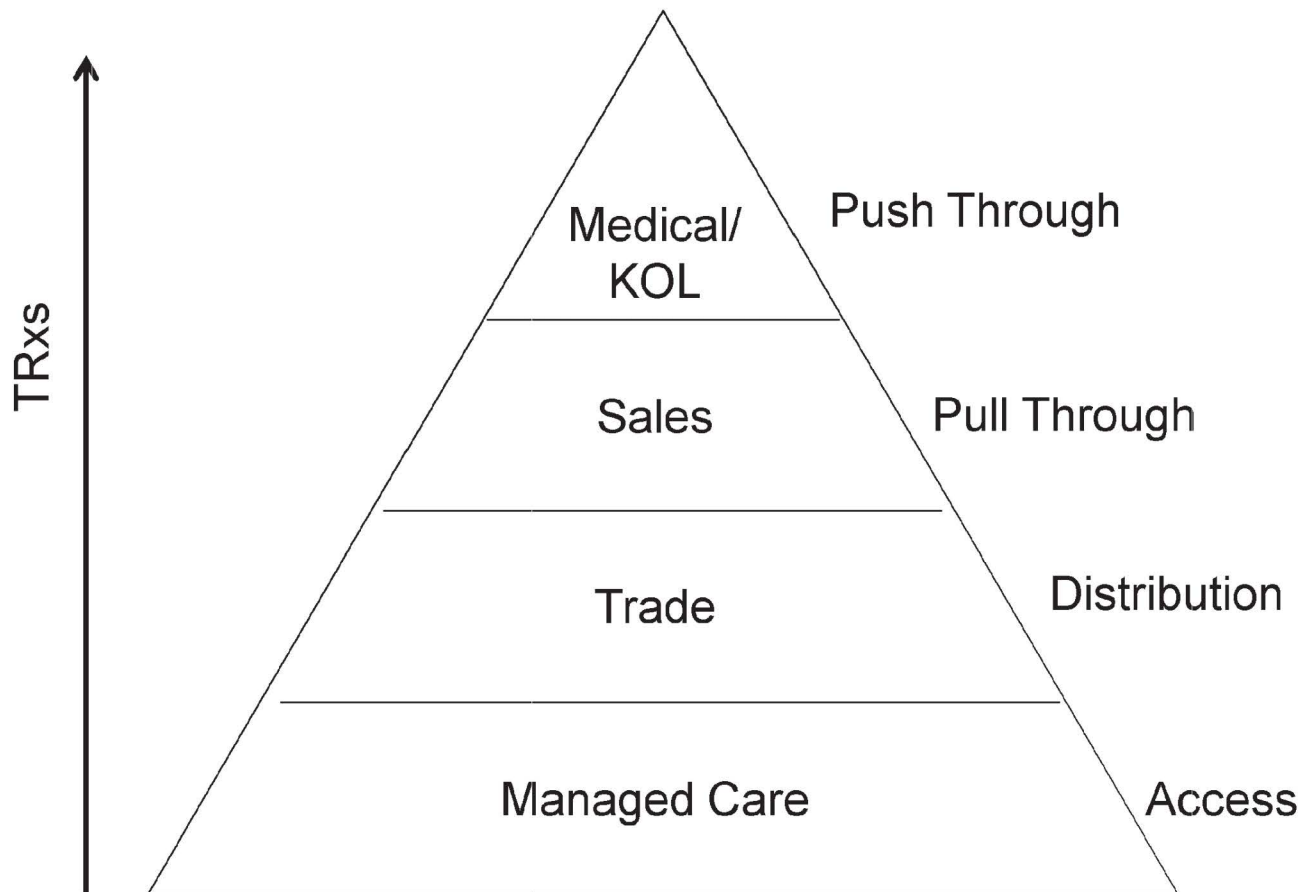 TRxs
Medical/
KOL
Push Through
Sales
Pull Through
Trade
Distribution
Managed Care
Access